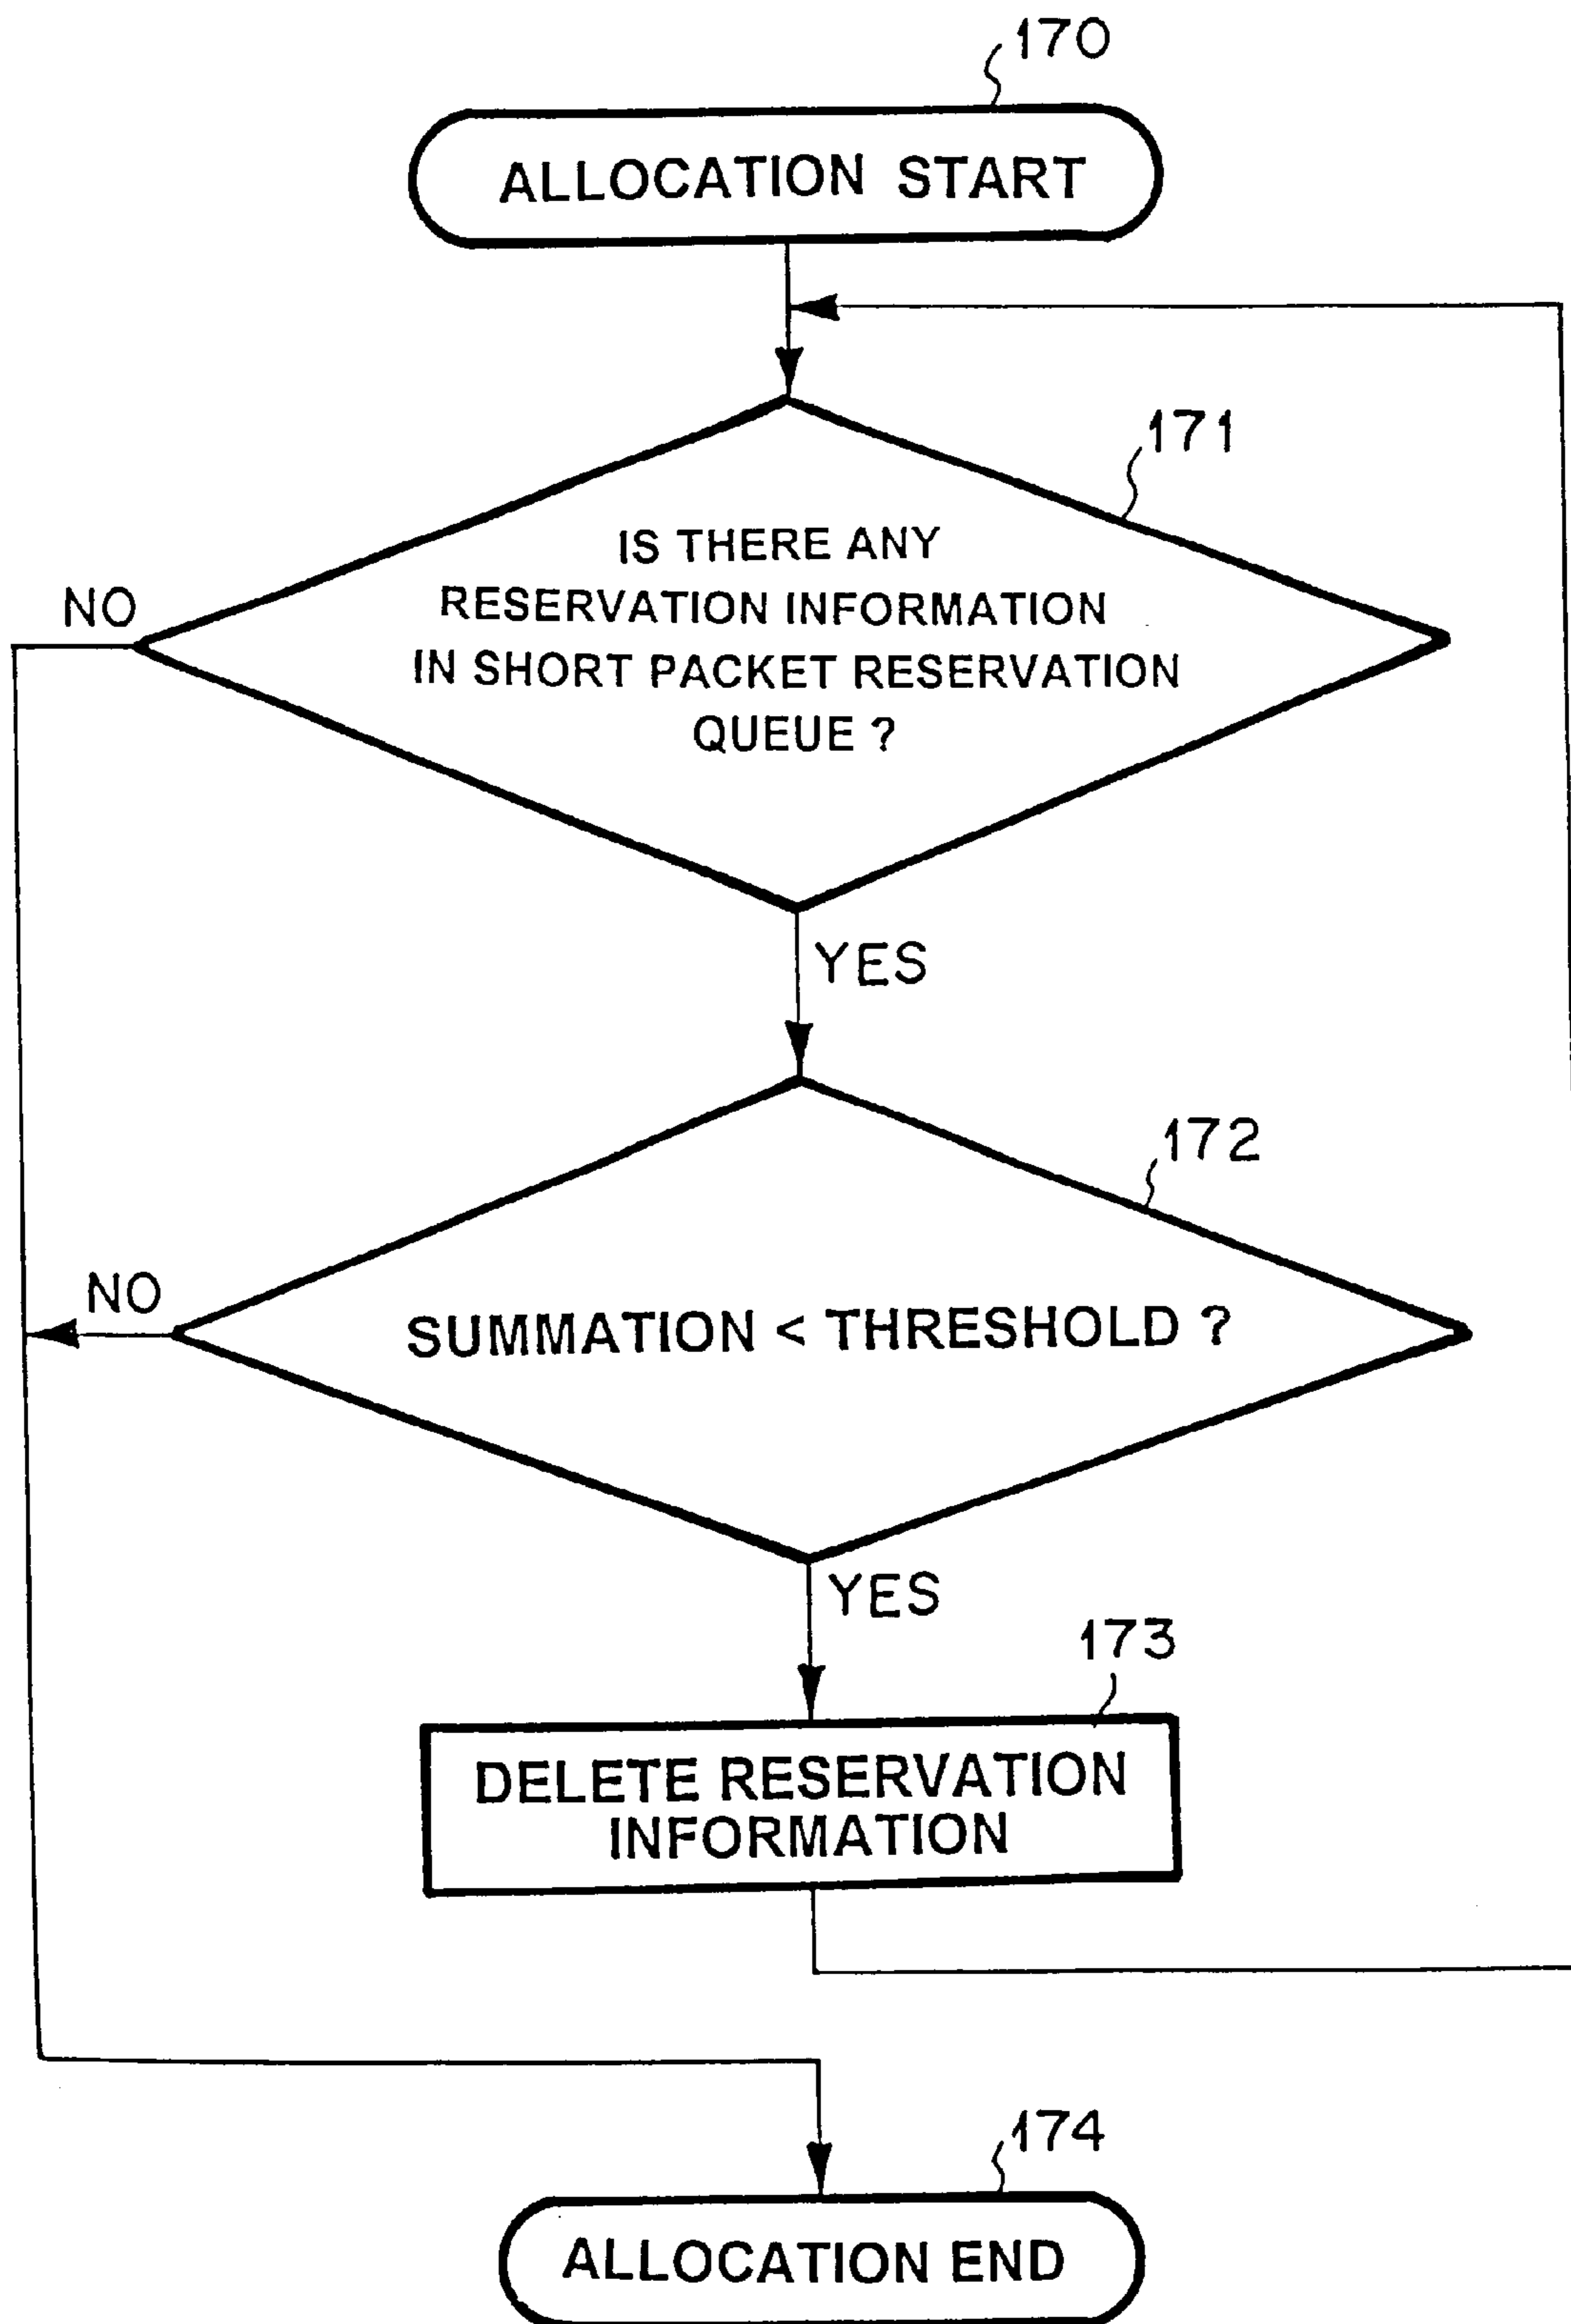 170
ALLOCATION START
171
IS THERE ANY
RESERVATION INFORMATION
IN SHORT PACKET RESERVATION
QUEUE ?
NO
YES
172
SUMMATION < THRESHOLD ?
NO
YES
173
DELETE RESERVATION
INFORMATION
174
ALLOCATION END